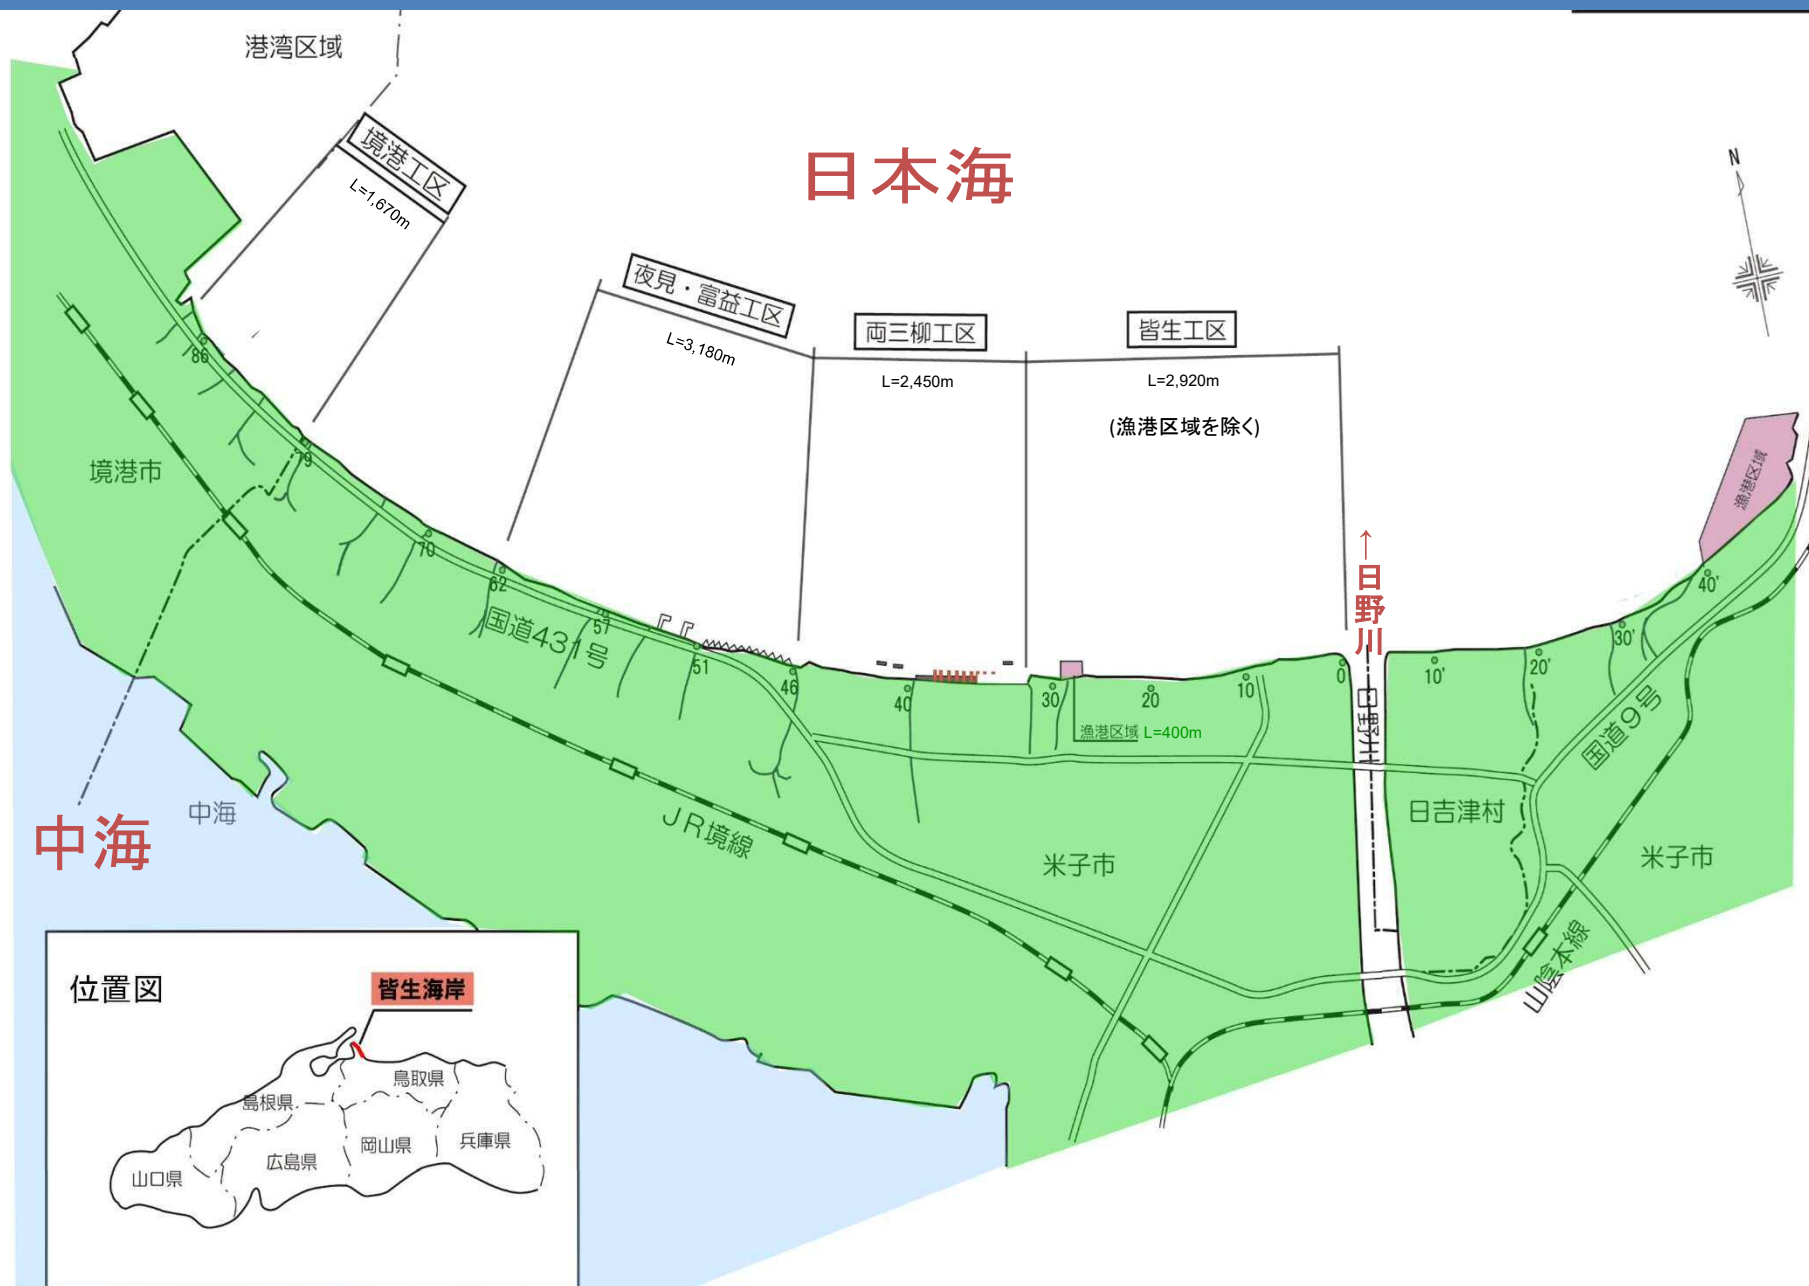 港湾区域
境港工区
L=1,670m
日本海
N
夜見・富益工区
L=3,180m
両三柳工区
L=2,450m
皆生工区
L=2,920m
(漁港区域を除く)
漁港区域
境港市
86
79
70
62
57
51
46
40
30
20
10
0
10'
20'
30'
40'
←日野川
日野川
国道431号
漁港区域 L=400m
国道9号
日吉津村
米子市
米子市
JR境線
山陰本線
中海
中海
位置図
皆生海岸
鳥取県
島根県
岡山県
兵庫県
広島県
山口県